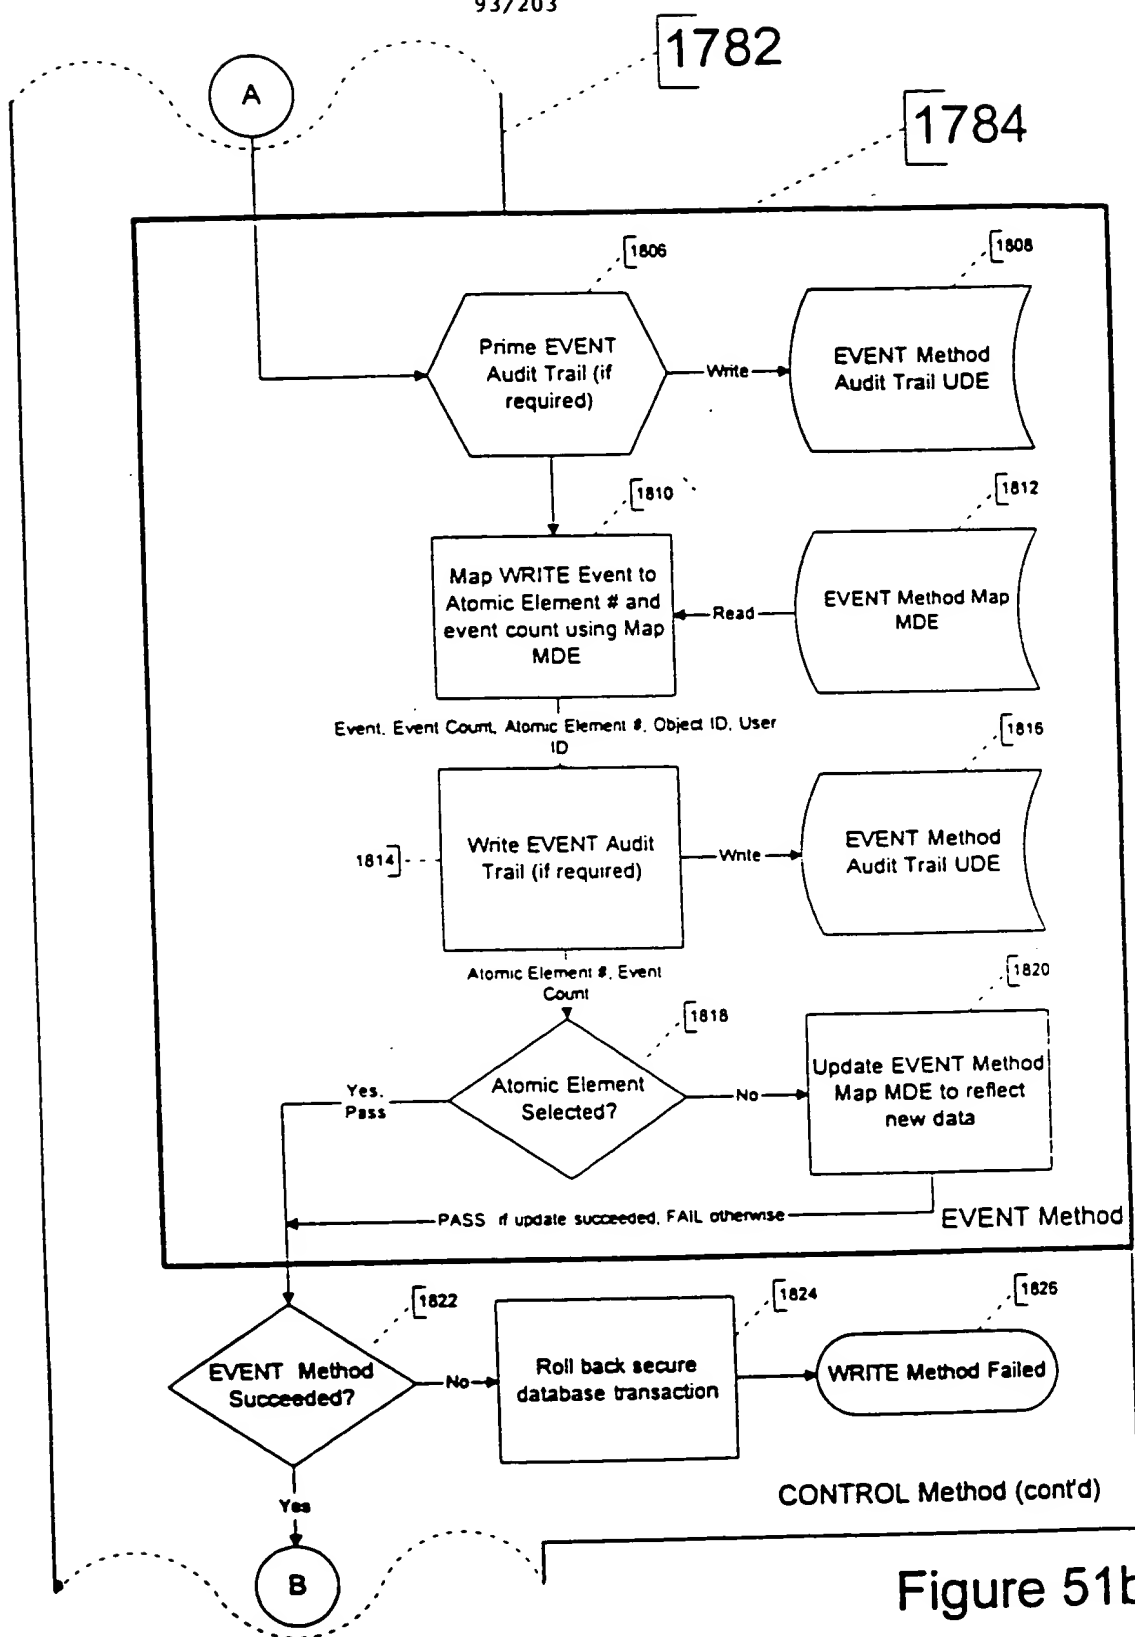 93/203
1782
A
1784
1806
1808
Prime EVENT
Audit Trail (if
required)
Write
EVENT Method
Audit Trail UDE
1810
1812
Map WRITE Event to
Atomic Element # and
event count using Map
MDE
Read
EVENT Method Map
MDE
Event, Event Count, Atomic Element #, Object ID, User
ID
1816
1814
Write EVENT Audit
Trail (if required)
Write
EVENT Method
Audit Trail UDE
Atomic Element #, Event
Count
1818
1820
Yes,
Pass
Atomic Element
Selected?
No
Update EVENT Method
Map MDE to reflect
new data
PASS if update succeeded, FAIL otherwise
EVENT Method
1822
1824
1826
EVENT Method
Succeeded?
No
Roll back secure
database transaction
WRITE Method Failed
Yes
CONTROL Method (cont'd)
B
Figure 51b